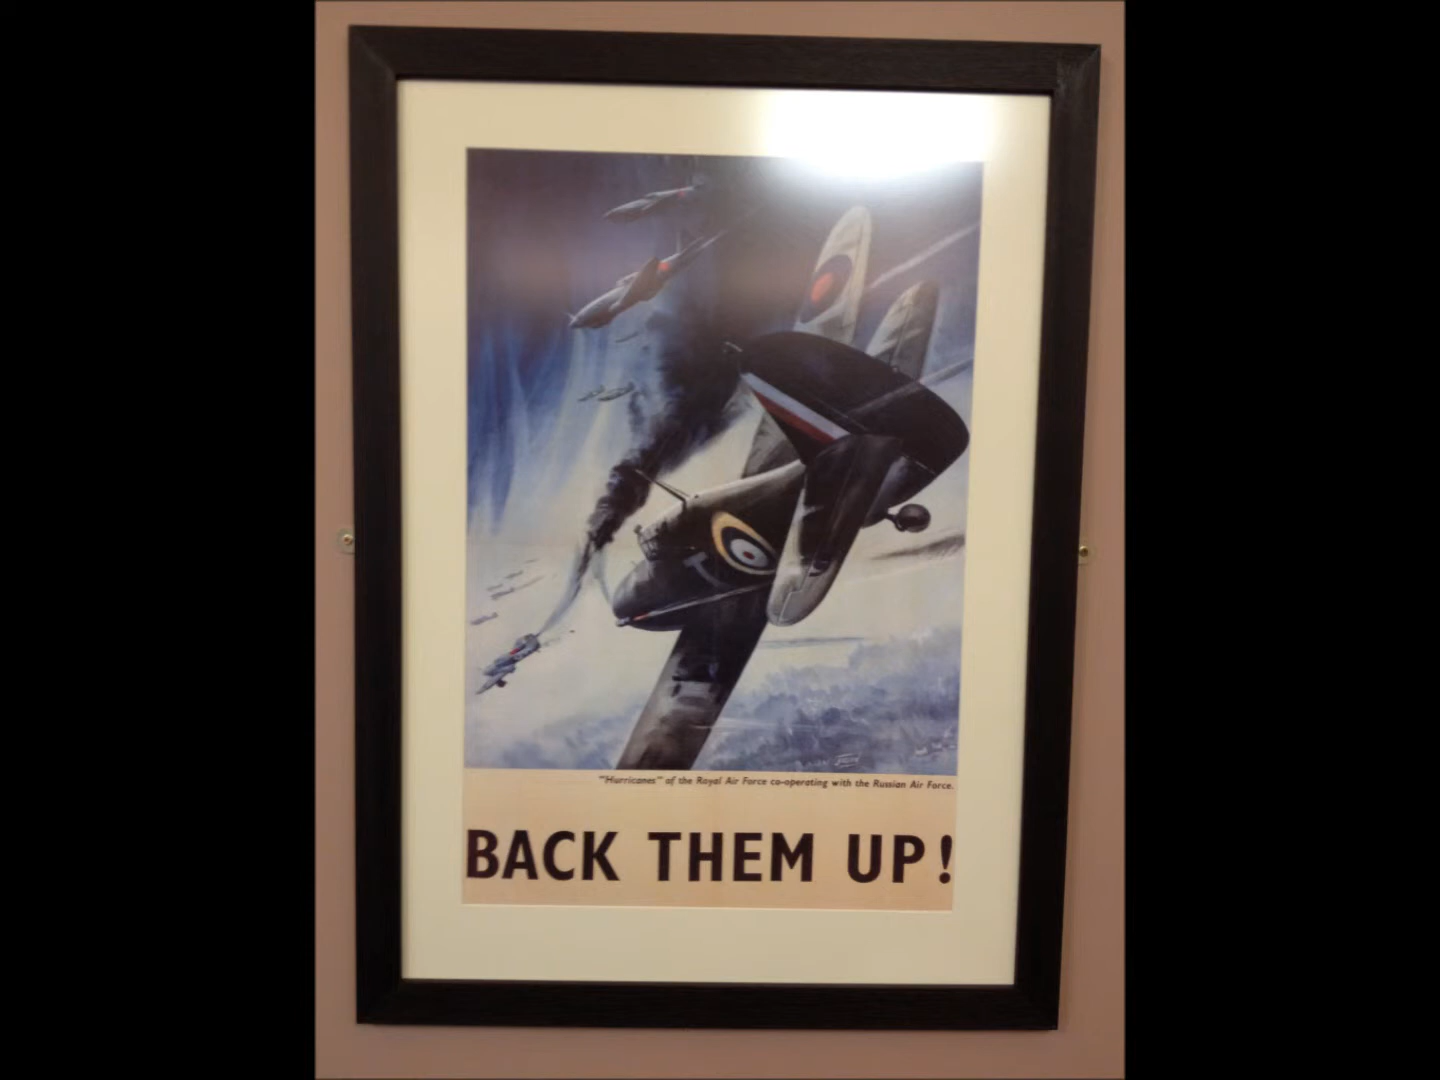 "Hurricanes" of the Royal Air Force co-operating with the Russian Air Force.
BACK THEM UP!